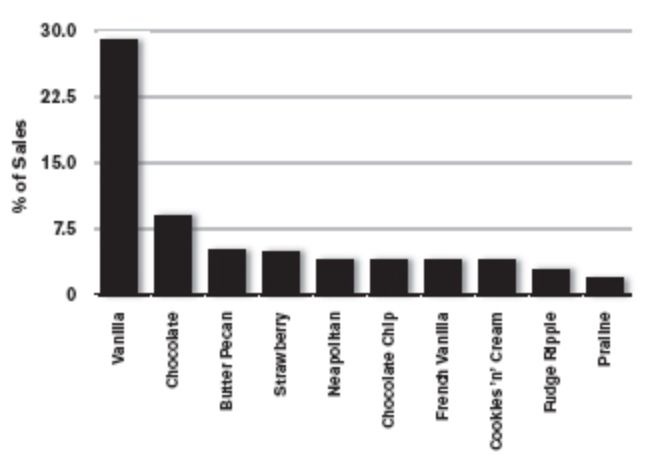 30.0
22.5
15.0
7.5
0
% of Sales
Vanilla
Chocolate
Butter Pecan
Strawberry
Neapolitan
Chocolate Chip
French Vanilla
Cookies 'n' Cream
Fudge Ripple
Praline